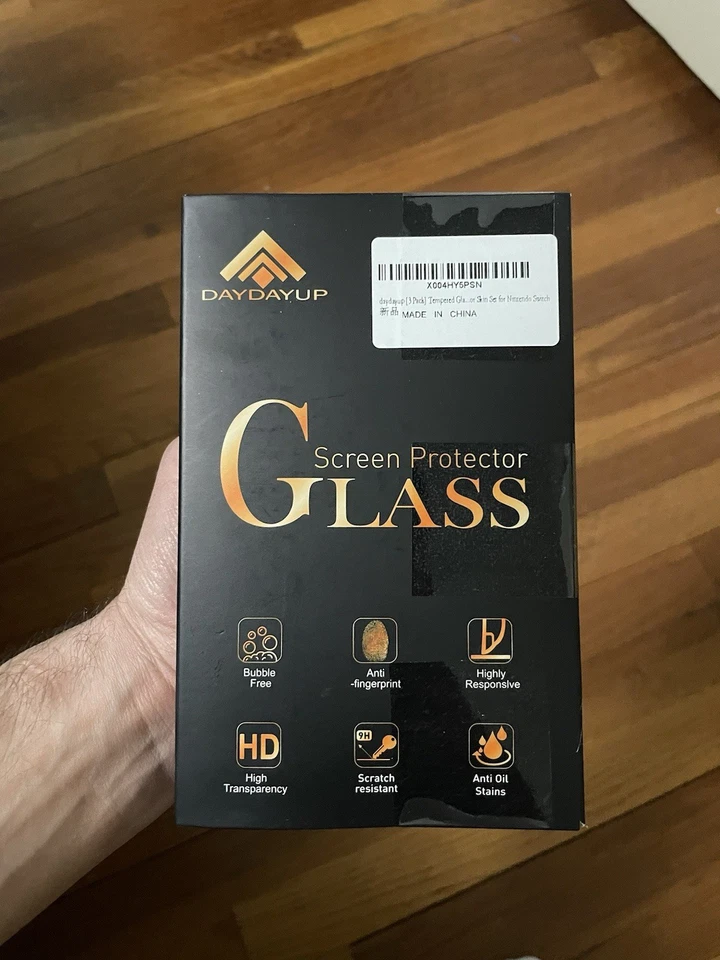 DAYDAYUP
X004HY5PSN
daydayup [3 Pack] Tempered Gla...or Skin Set for Nintendo Switch
新品 MADE IN CHINA
Screen Protector
GLASS
Bubble
Free
Anti
-fingerprint
Highly
Responsive
HD
High
Transparency
9H
Scratch
resistant
Anti Oil
Stains